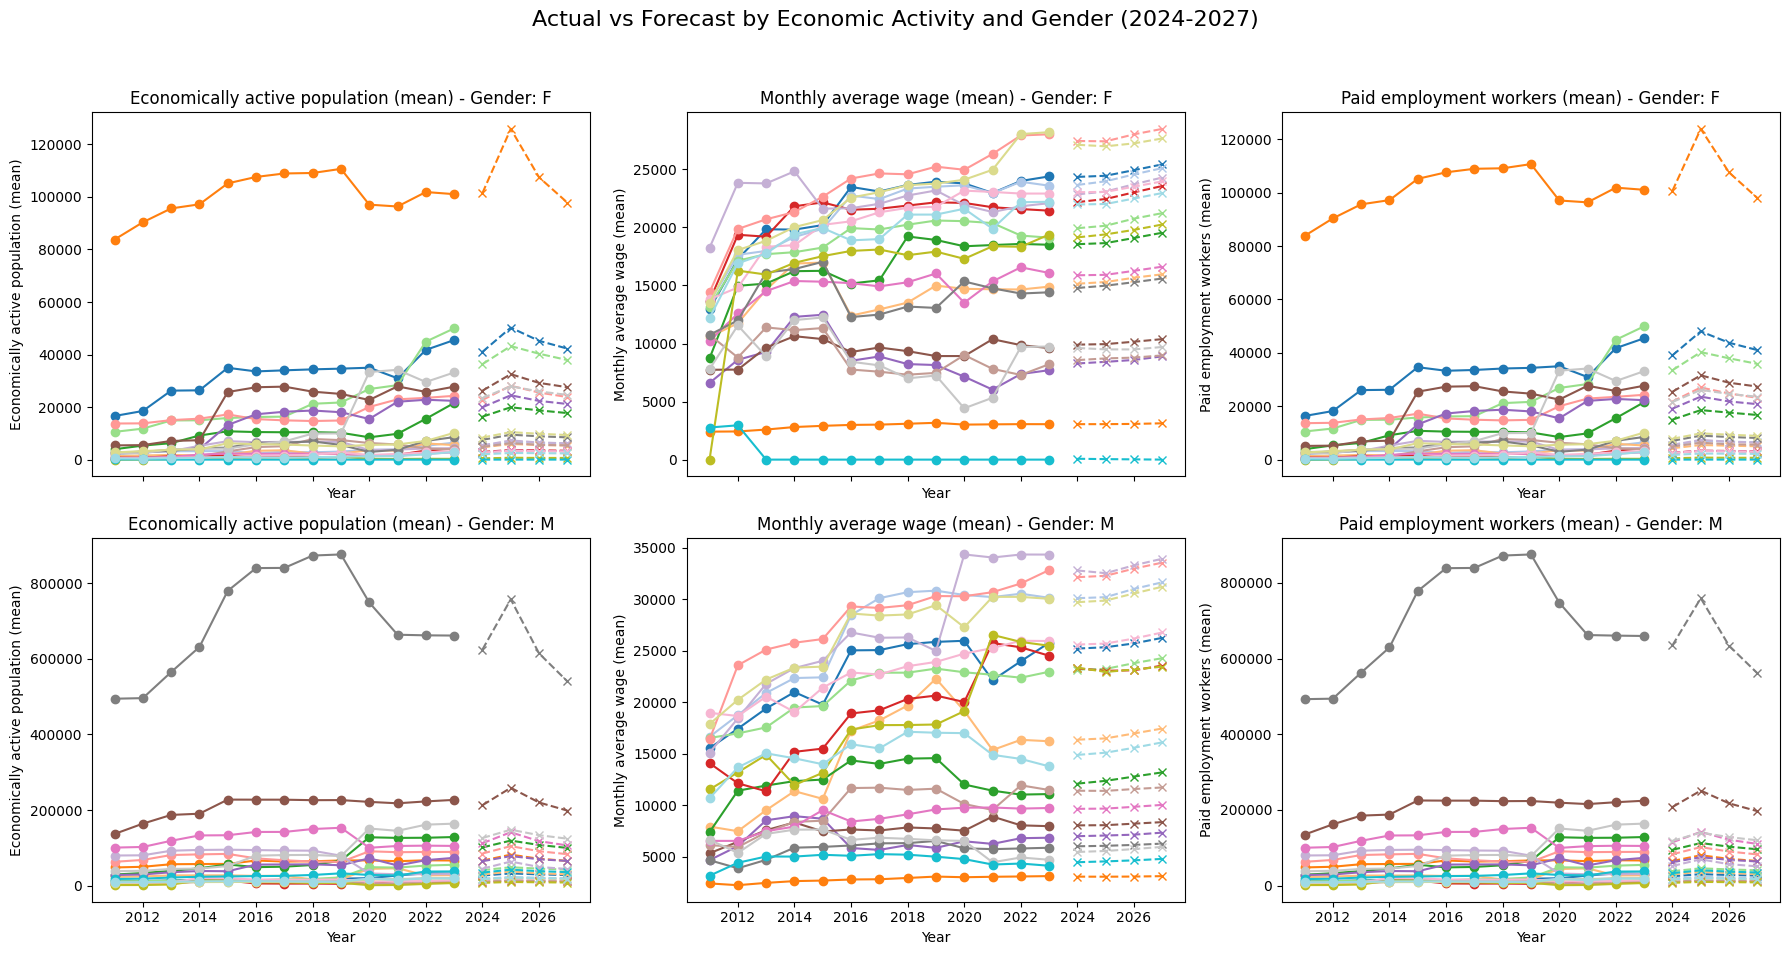 Actual vs Forecast by Economic Activity and Gender (2024-2027)
Economically active population (mean) - Gender: F
Economically active population (mean)
120000
100000
80000
60000
40000
20000
0
Year
Monthly average wage (mean) - Gender: F
Monthly average wage (mean)
25000
20000
15000
10000
5000
0
Year
Paid employment workers (mean) - Gender: F
Paid employment workers (mean)
120000
100000
80000
60000
40000
20000
0
Year
Economically active population (mean) - Gender: M
Economically active population (mean)
800000
600000
400000
200000
0
2012 2014 2016 2018 2020 2022 2024 2026
Year
Monthly average wage (mean) - Gender: M
Monthly average wage (mean)
35000
30000
25000
20000
15000
10000
5000
2012 2014 2016 2018 2020 2022 2024 2026
Year
Paid employment workers (mean) - Gender: M
Paid employment workers (mean)
800000
600000
400000
200000
0
2012 2014 2016 2018 2020 2022 2024 2026
Year